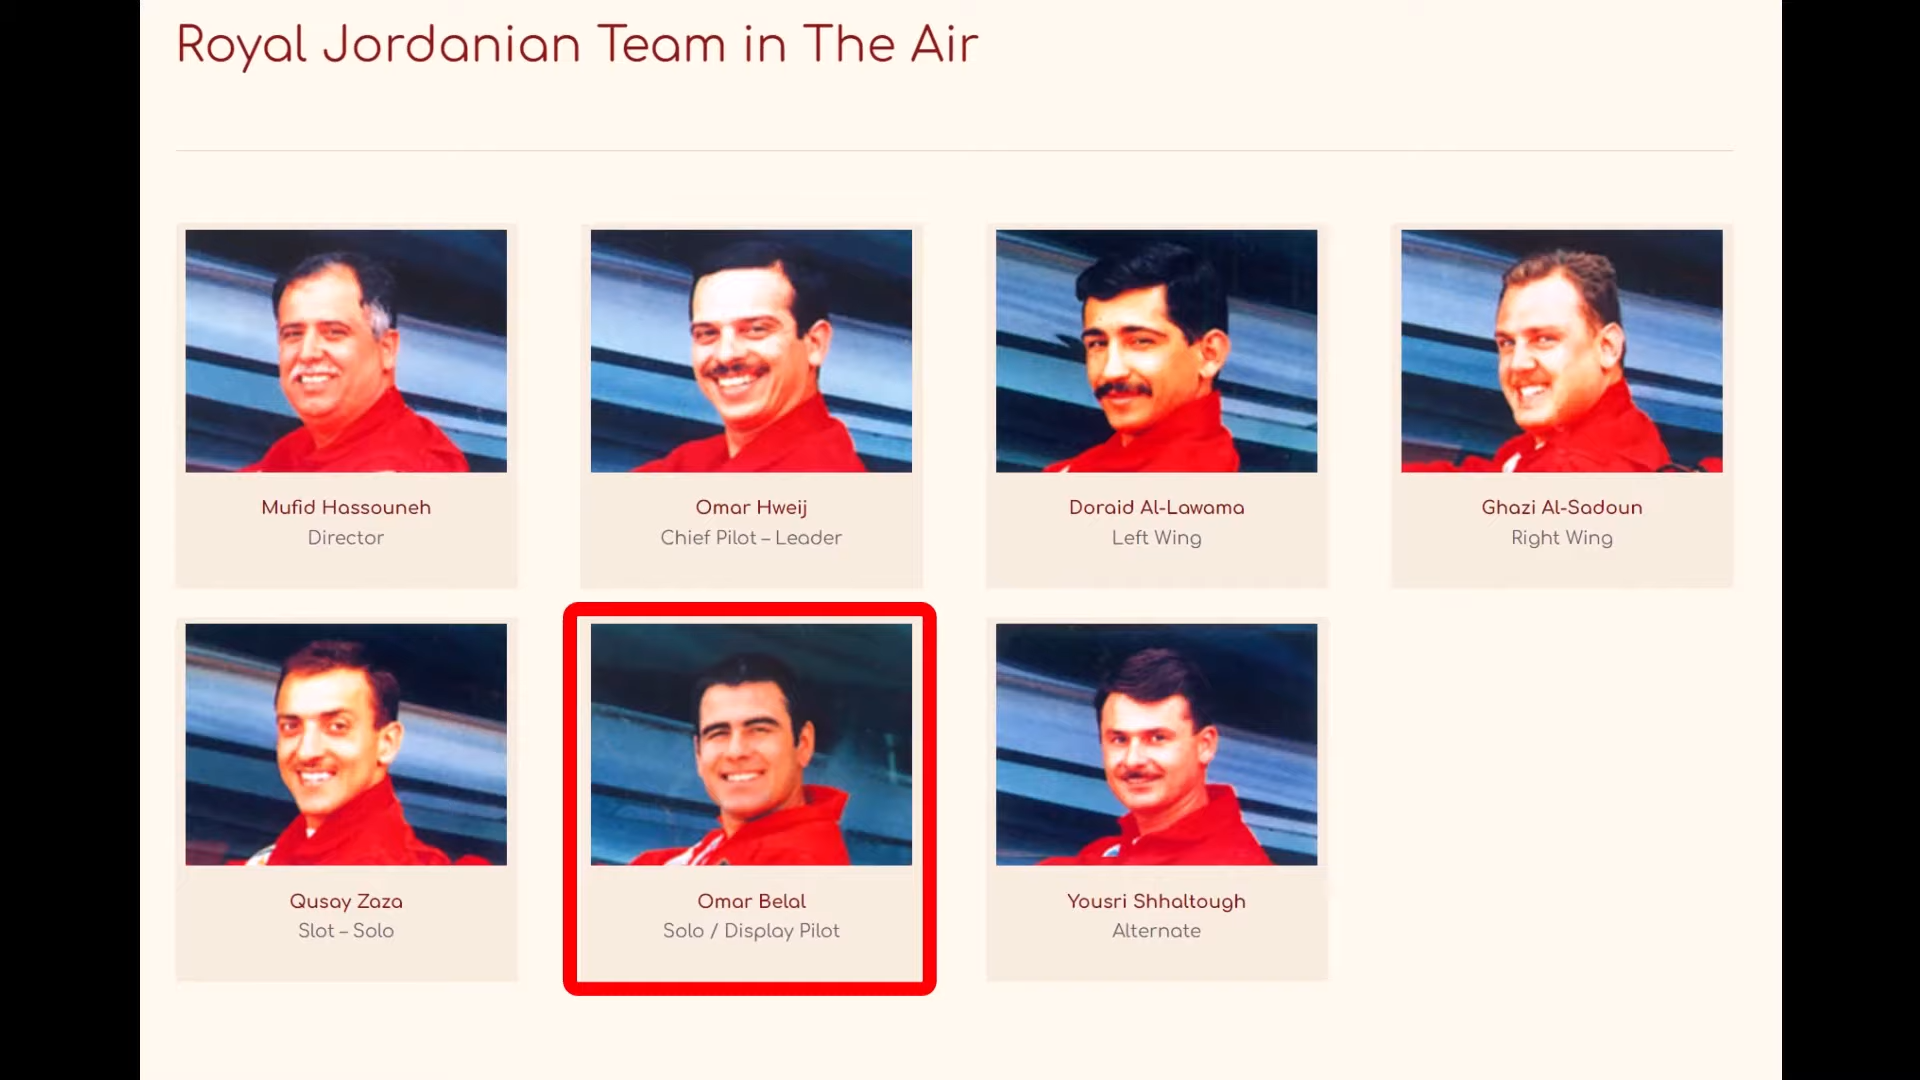 Royal Jordanian Team in The Air
Mufid Hassouneh
Director
Omar Hweij
Chief Pilot – Leader
Doraid Al-Lawama
Left Wing
Ghazi Al-Sadoun
Right Wing
Qusay Zaza
Slot – Solo
Omar Belal
Solo / Display Pilot
Yousri Shhaltough
Alternate